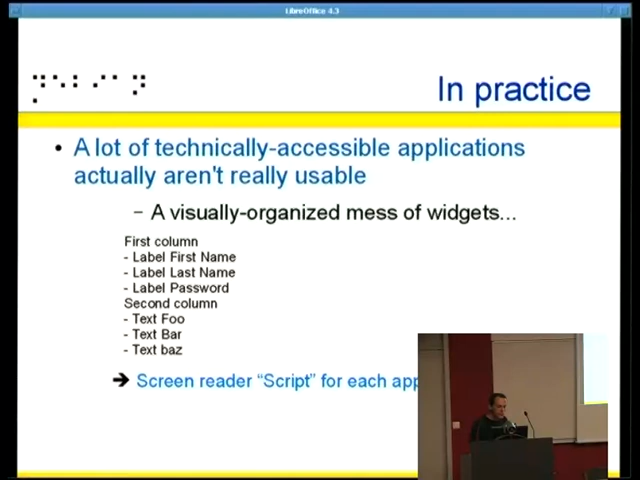 LibreOffice 4.3
In practice
• A lot of technically-accessible applications
actually aren't really usable
– A visually-organized mess of widgets...
First column
- Label First Name
- Label Last Name
- Label Password
Second column
- Text Foo
- Text Bar
- Text baz
➔ Screen reader “Script” for each app